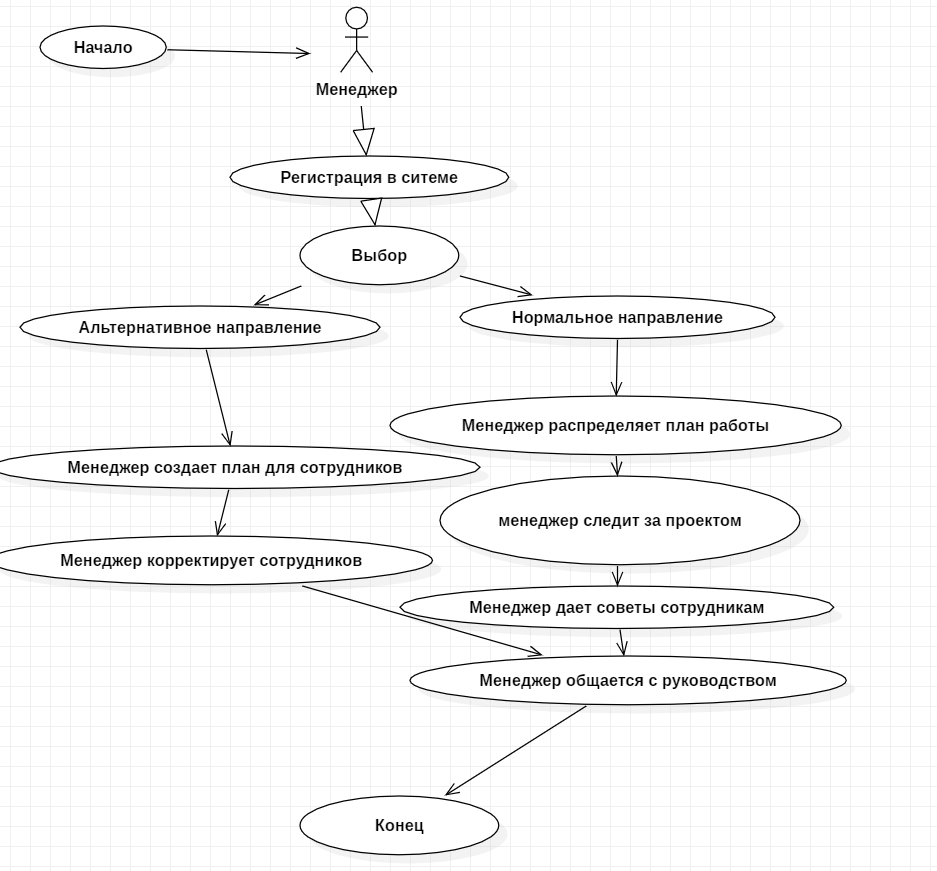 Начало
Менеджер
Регистрация в ситеме
Выбор
Альтернативное направление
Нормальное направление
Менеджер распределяет план работы
Менеджер создает план для сотрудников
менеджер следит за проектом
Менеджер корректирует сотрудников
Менеджер дает советы сотрудникам
Менеджер общается с руководством
Конец